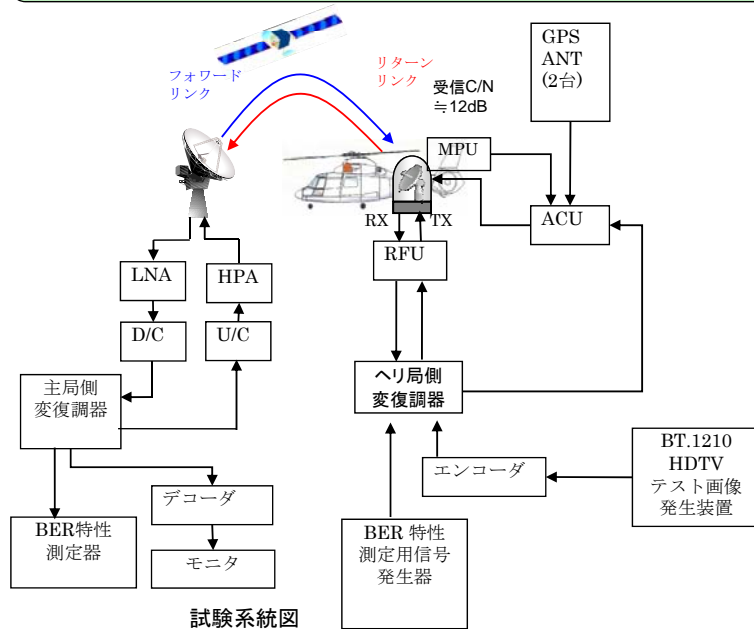 フォワード
リンク
リターン
リンク
受信C/N
≒12dB
GPS
ANT
(2台)
MPU
ACU
RX
TX
RFU
LNA
HPA
D/C
U/C
主局側
変復調器
ヘリ局側
変復調器
BER特性
測定器
デコーダ
モニタ
エンコーダ
BER 特性
測定用信号
発生器
BT.1210
HDTV
テスト画像
発生装置
試験系統図